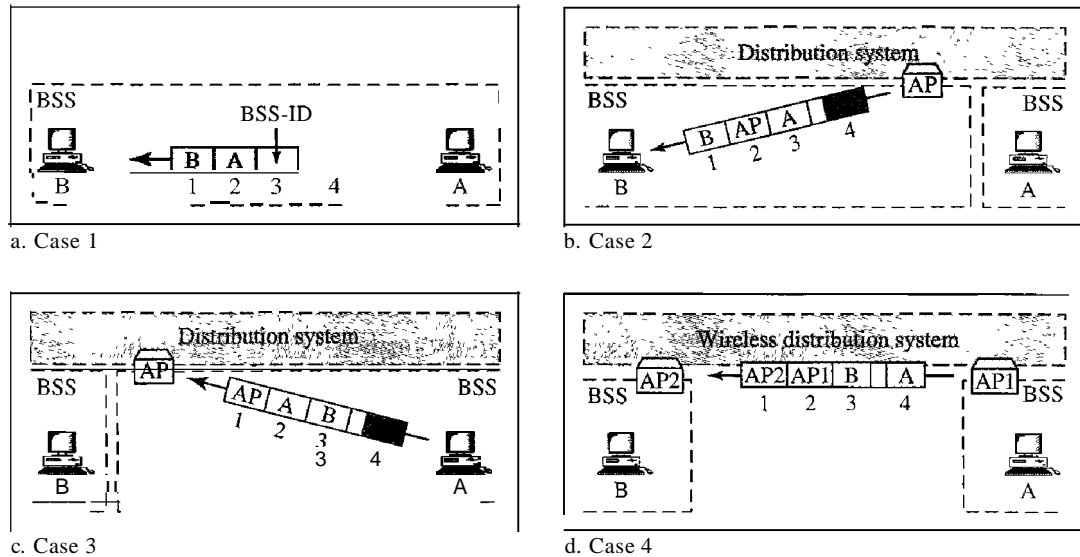 BSS
BSS-ID
B A
1 2 3 4
B
A
a. Case 1
Distribution system
AP
BSS
BSS
B AP A
1 2 3 4
B
A
b. Case 2
Distribution system
AP
BSS
BSS
AP A B
1 2 3
3 4
B
A
c. Case 3
Wireless distribution system
AP2
AP1
BSS
BSS
AP2 AP1 B A
1 2 3 4
B
A
d. Case 4